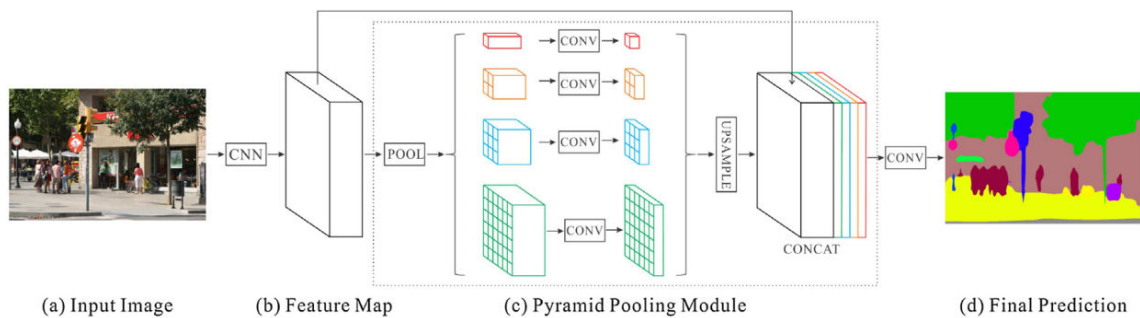 CNN
POOL
CONV
CONV
CONV
CONV
UPSAMPLE
CONCAT
CONV
(a) Input Image
(b) Feature Map
(c) Pyramid Pooling Module
(d) Final Prediction